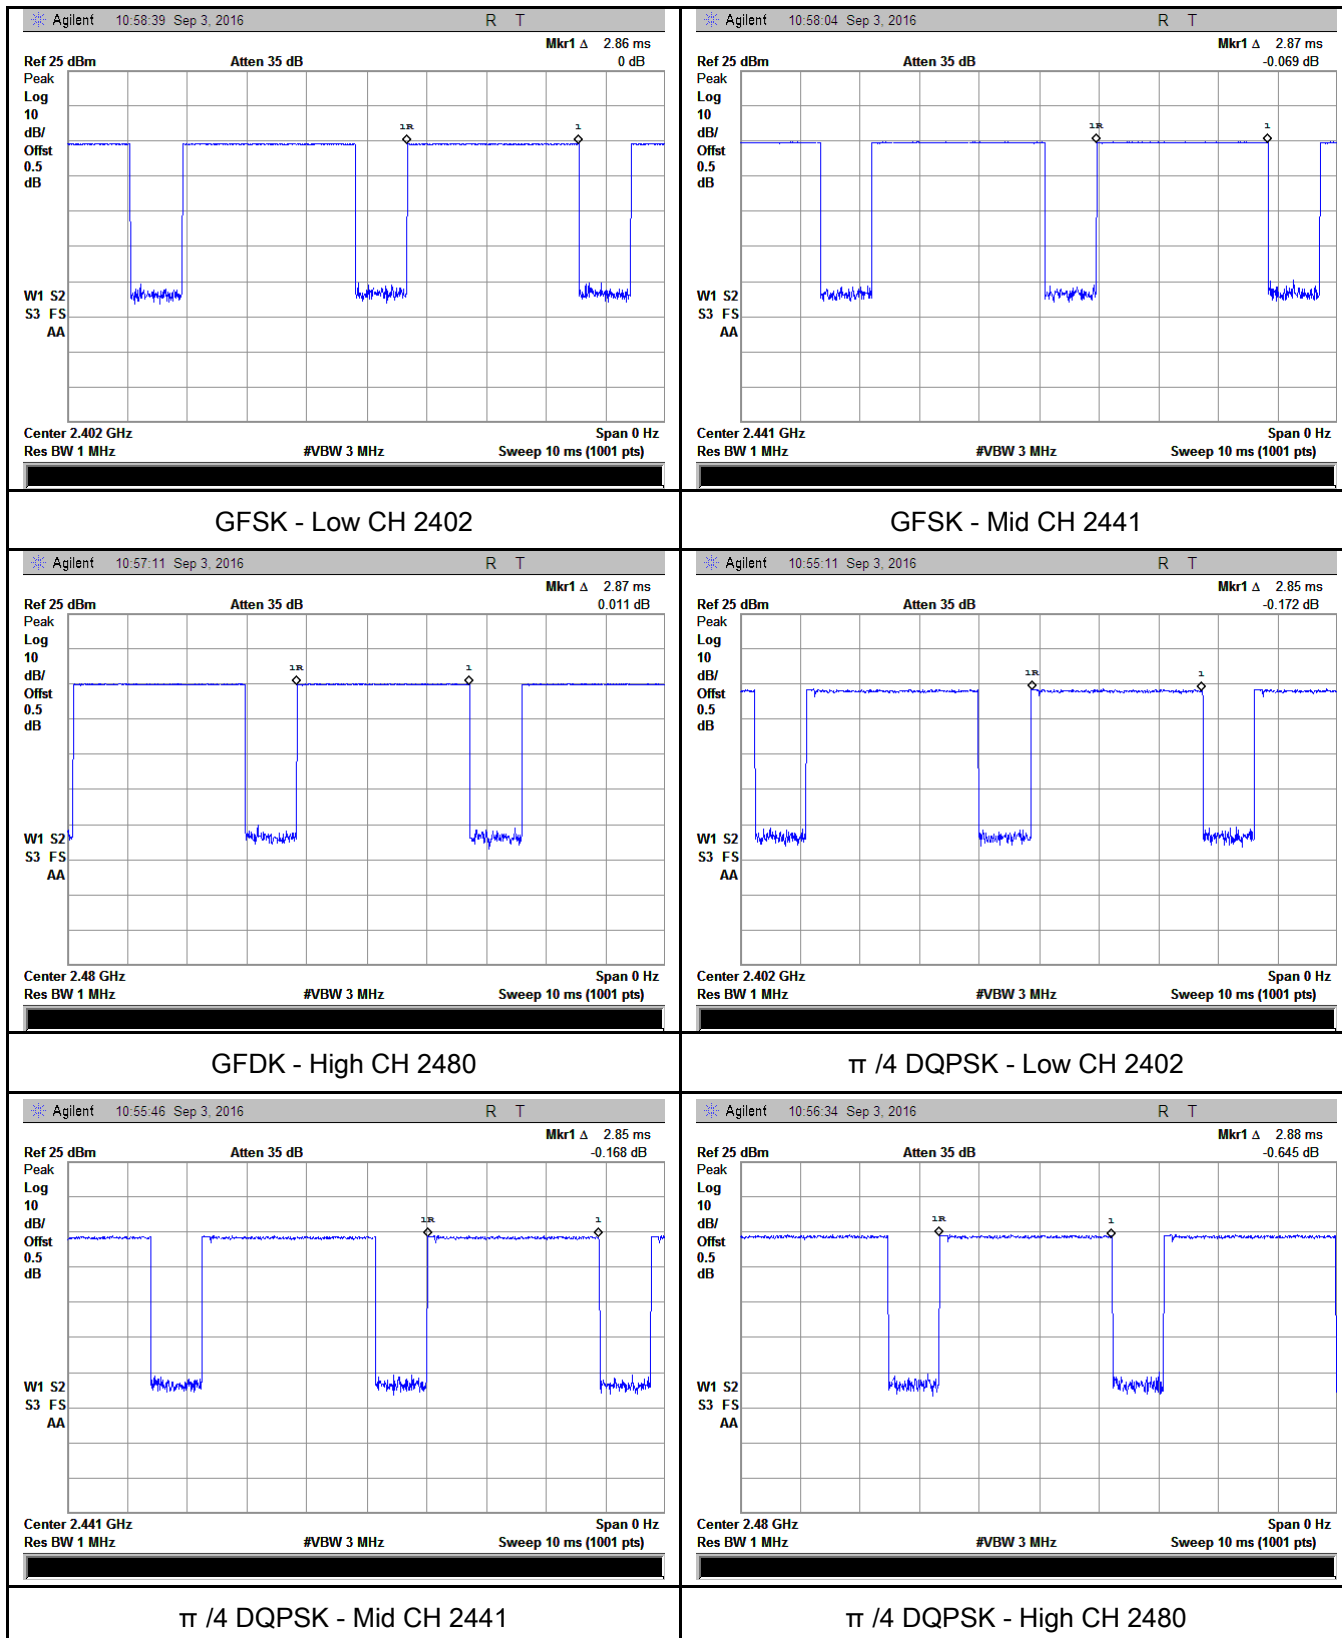 Agilent 10:58:39 Sep 3, 2016 R T
Mkr1 Δ 2.86 ms
Ref 25 dBm Atten 35 dB 0 dB
Peak
Log
10
dB/
Offst
0.5
dB
1R 1
W1 S2
S3 FS
AA
Center 2.402 GHz Span 0 Hz
Res BW 1 MHz #VBW 3 MHz Sweep 10 ms (1001 pts)
GFSK - Low CH 2402
Agilent 10:58:04 Sep 3, 2016 R T
Mkr1 Δ 2.87 ms
Ref 25 dBm Atten 35 dB -0.069 dB
Peak
Log
10
dB/
Offst
0.5
dB
1R 1
W1 S2
S3 FS
AA
Center 2.441 GHz Span 0 Hz
Res BW 1 MHz #VBW 3 MHz Sweep 10 ms (1001 pts)
GFSK - Mid CH 2441
Agilent 10:57:11 Sep 3, 2016 R T
Mkr1 Δ 2.87 ms
Ref 25 dBm Atten 35 dB 0.011 dB
Peak
Log
10
dB/
Offst
0.5
dB
1R 1
W1 S2
S3 FS
AA
Center 2.48 GHz Span 0 Hz
Res BW 1 MHz #VBW 3 MHz Sweep 10 ms (1001 pts)
GFDK - High CH 2480
Agilent 10:55:11 Sep 3, 2016 R T
Mkr1 Δ 2.85 ms
Ref 25 dBm Atten 35 dB -0.172 dB
Peak
Log
10
dB/
Offst
0.5
dB
1R 1
W1 S2
S3 FS
AA
Center 2.402 GHz Span 0 Hz
Res BW 1 MHz #VBW 3 MHz Sweep 10 ms (1001 pts)
π /4 DQPSK - Low CH 2402
Agilent 10:55:46 Sep 3, 2016 R T
Mkr1 Δ 2.85 ms
Ref 25 dBm Atten 35 dB -0.168 dB
Peak
Log
10
dB/
Offst
0.5
dB
1R 1
W1 S2
S3 FS
AA
Center 2.441 GHz Span 0 Hz
Res BW 1 MHz #VBW 3 MHz Sweep 10 ms (1001 pts)
π /4 DQPSK - Mid CH 2441
Agilent 10:56:34 Sep 3, 2016 R T
Mkr1 Δ 2.88 ms
Ref 25 dBm Atten 35 dB -0.645 dB
Peak
Log
10
dB/
Offst
0.5
dB
1R 1
W1 S2
S3 FS
AA
Center 2.48 GHz Span 0 Hz
Res BW 1 MHz #VBW 3 MHz Sweep 10 ms (1001 pts)
π /4 DQPSK - High CH 2480